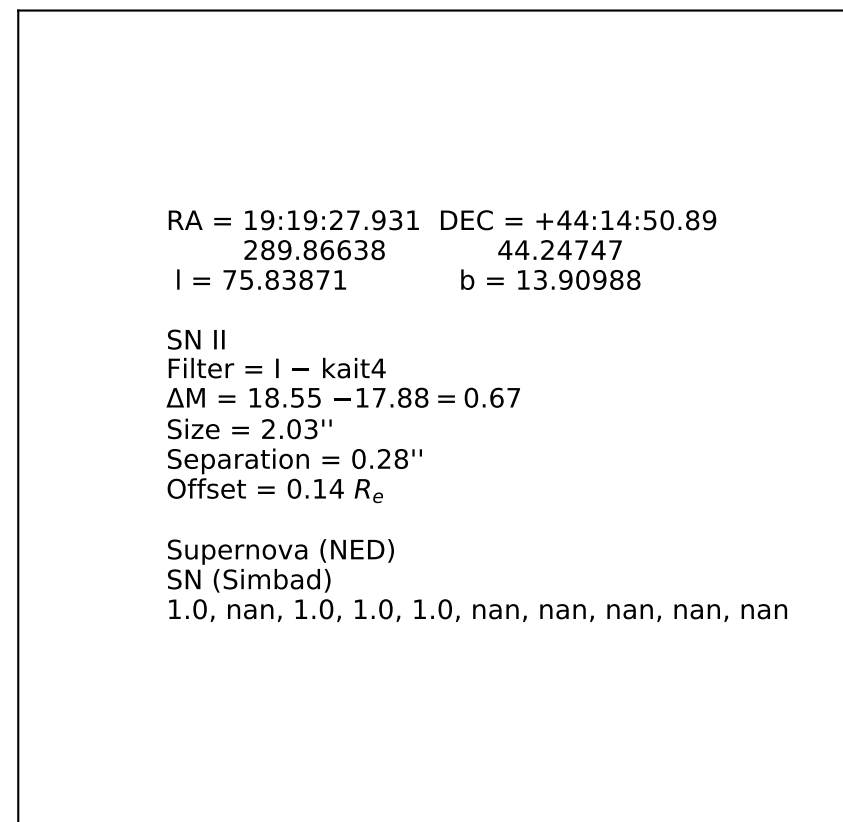 RA = 19:19:27.931 DEC = +44:14:50.89
289.86638 44.24747
l = 75.83871 b = 13.90988
SN II
Filter = I − kait4
ΔM = 18.55 −17.88 = 0.67
Size = 2.03''
Separation = 0.28''
Offset = 0.14 Re
Supernova (NED)
SN (Simbad)
1.0, nan, 1.0, 1.0, 1.0, nan, nan, nan, nan, nan